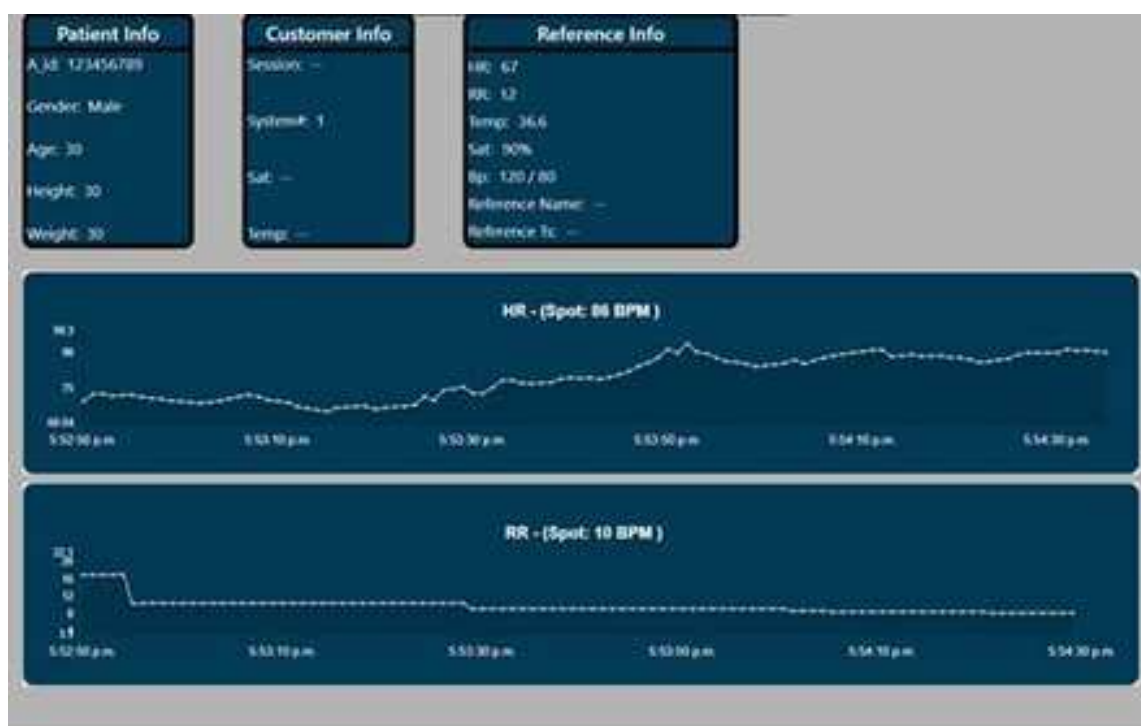 Patient Info
A_id: 123456789
Gender: Male
Age: 30
Height: 30
Weight: 30
Customer Info
Session: --
System#: 1
Sat: --
Temp: --
Reference Info
HR: 67
RR: 12
Temp: 36.6
Sat: 90%
Bp: 120 / 80
Reference Name: --
Reference Tc: --
HR - (Spot: 86 BPM )
90
75
5:52:50 p.m.
5:53:10 p.m.
5:53:30 p.m.
5:53:50 p.m.
5:54:10 p.m.
5:54:30 p.m.
RR - (Spot: 10 BPM )
16
12
8
5:52:50 p.m.
5:53:10 p.m.
5:53:30 p.m.
5:53:50 p.m.
5:54:10 p.m.
5:54:30 p.m.